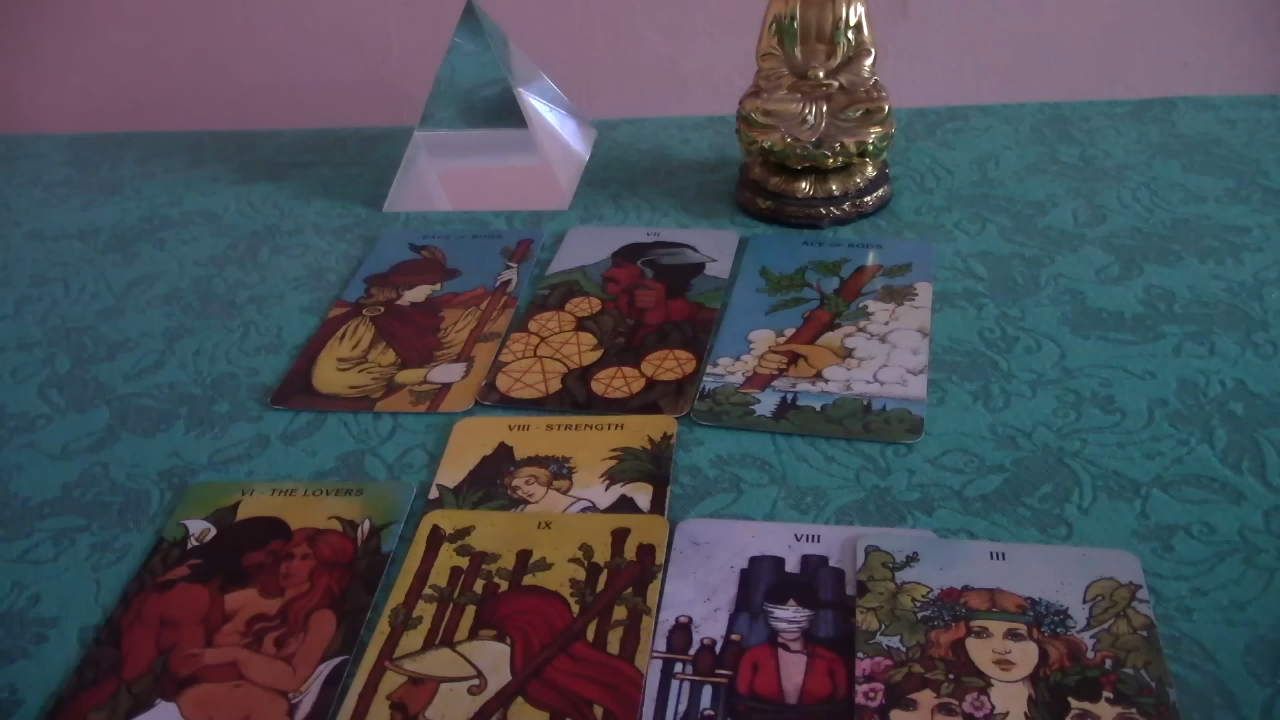 PAGE OF RODS
VII
ACE OF RODS
VIII - STRENGTH
VI - THE LOVERS
IX
VIII
III